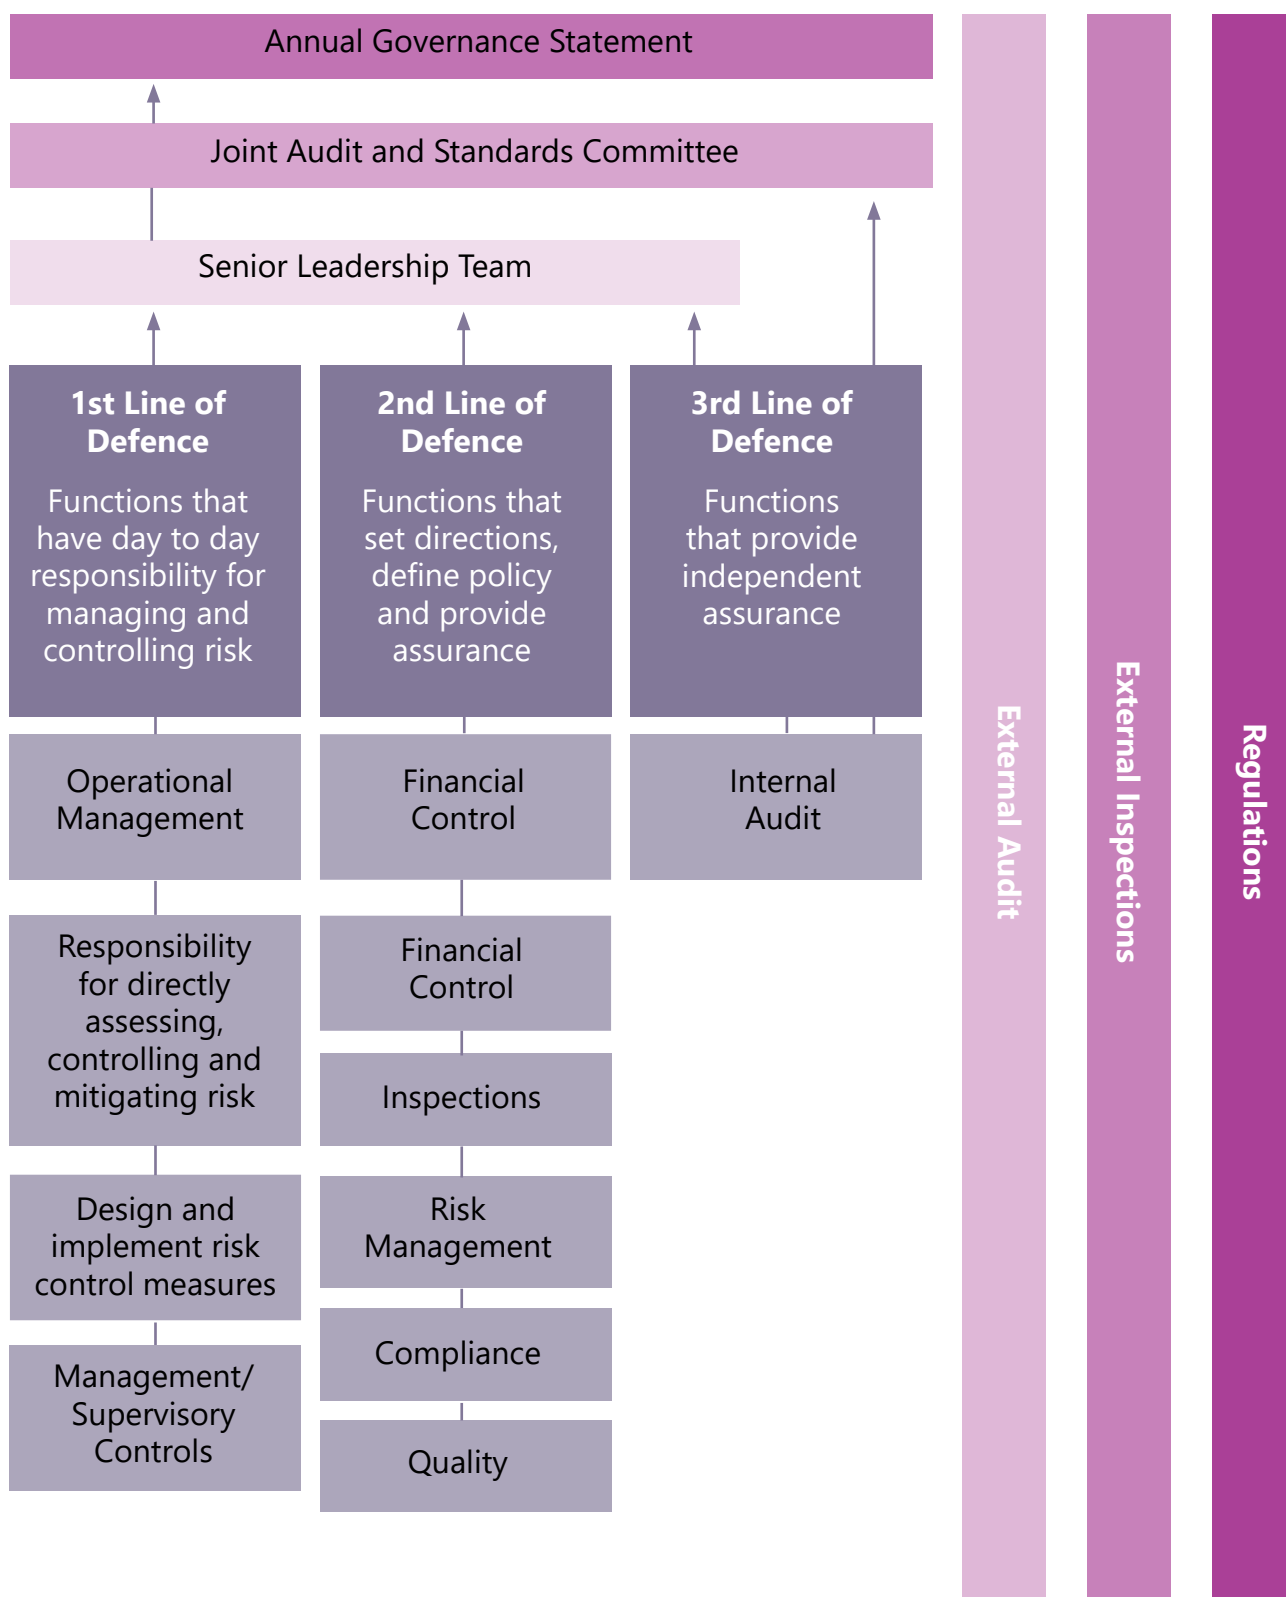 Annual Governance Statement
Joint Audit and Standards Committee
Senior Leadership Team
1st Line of
Defence
Functions that
have day to day
responsibility for
managing and
controlling risk
Operational
Management
Responsibility
for directly
assessing,
controlling and
mitigating risk
Design and
implement risk
control measures
Management/
Supervisory
Controls
2nd Line of
Defence
Functions that
set directions,
define policy
and provide
assurance
Financial
Control
Financial
Control
Inspections
Risk
Management
Compliance
Quality
3rd Line of
Defence
Functions
that provide
independent
assurance
Internal
Audit
External Audit
External Inspections
Regulations